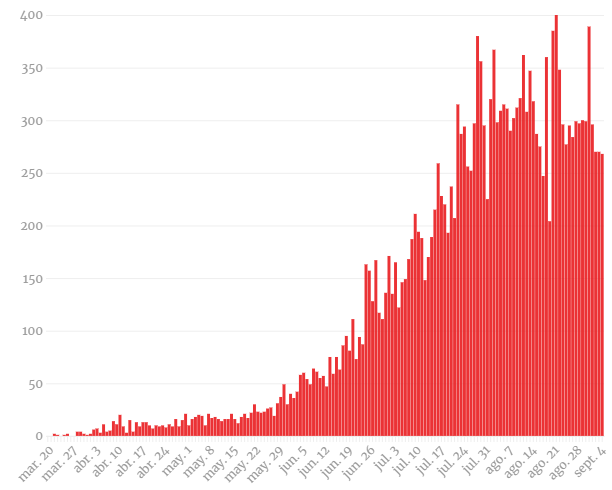 400
350
300
250
200
150
100
50
0
mar. 20
mar. 27
abr. 3
abr. 10
abr. 17
abr. 24
may. 1
may. 8
may. 15
may. 22
may. 29
jun. 5
jun. 12
jun. 19
jun. 26
jul. 3
jul. 10
jul. 17
jul. 24
jul. 31
ago. 7
ago. 14
ago. 21
ago. 28
sept. 4